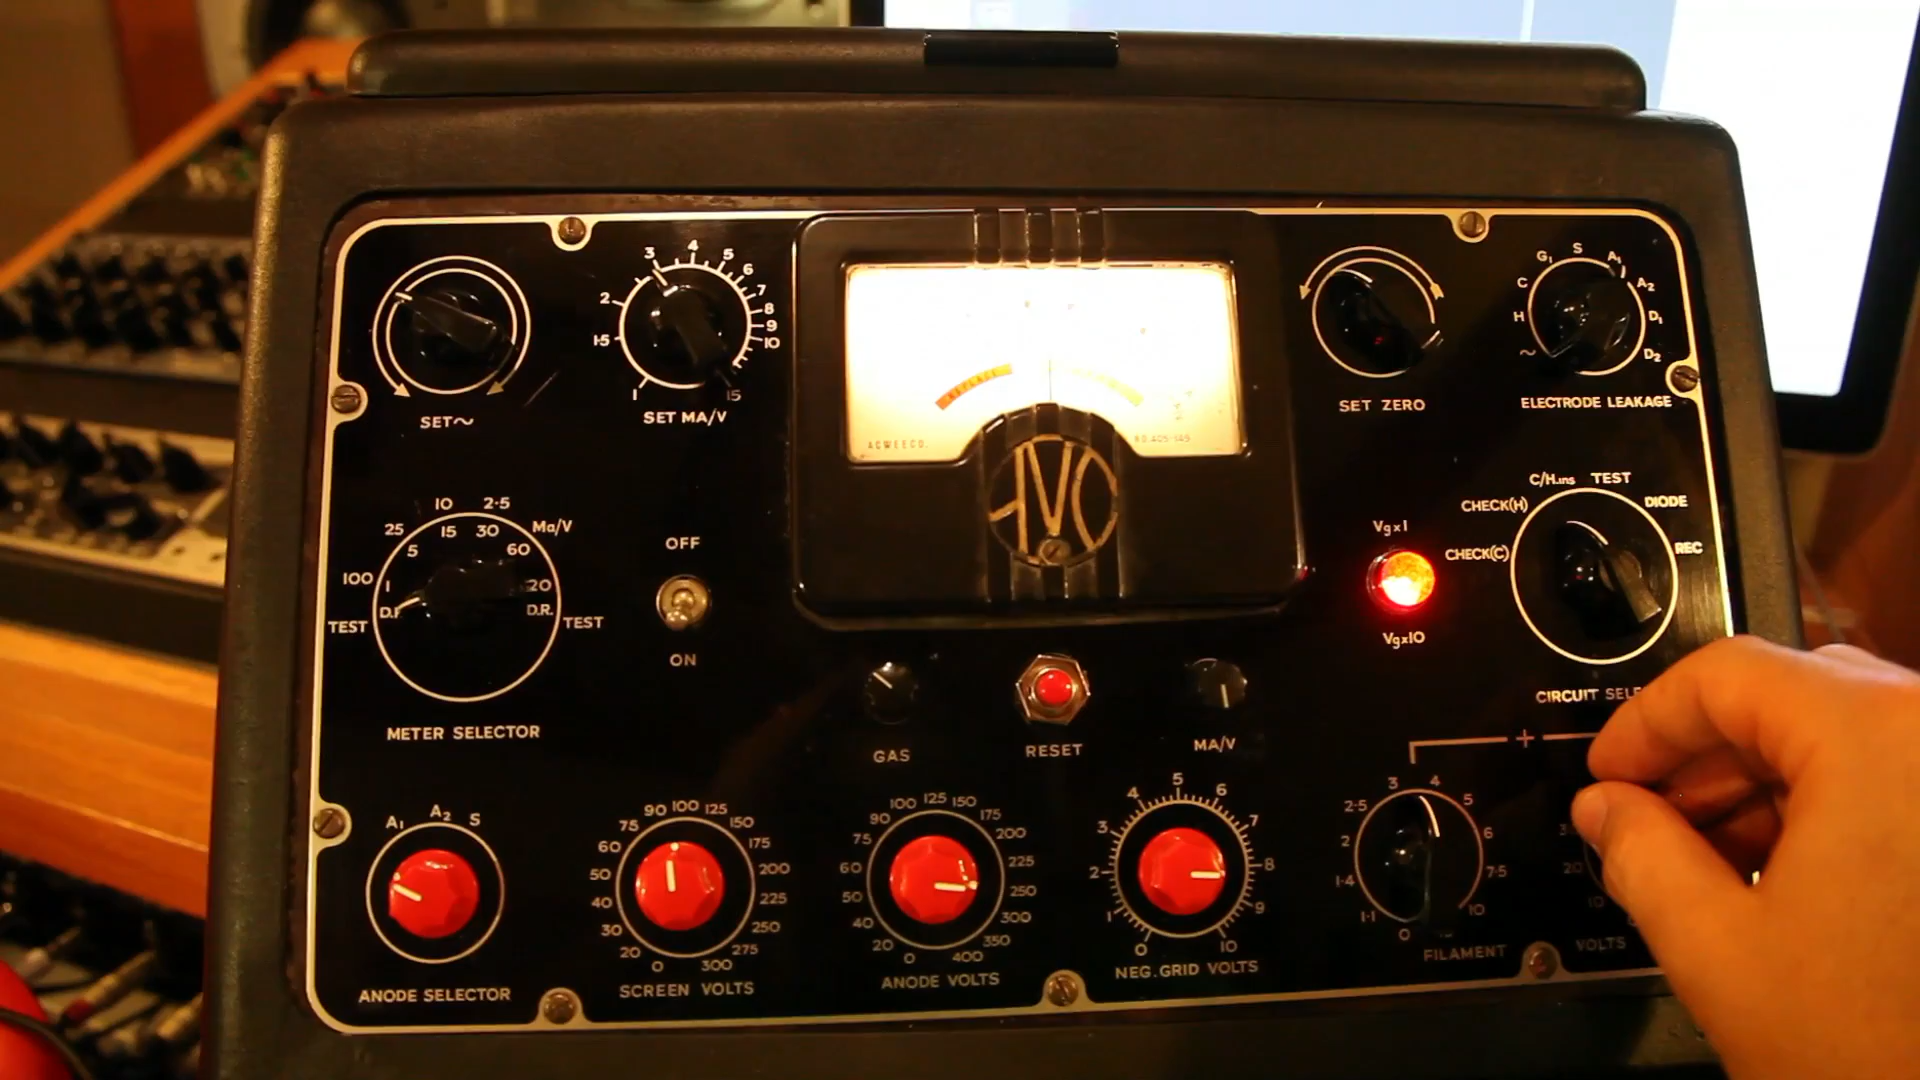 SET~
1 1·5 2 3 4 5 6 7 8 9 10 15
SET MA/V
REPLACE
ACWEECO.
AVO
SET ZERO
~ H C G1 S A1 A2 D1 D2
ELECTRODE LEAKAGE
100 25 10 2·5 Ma/V
1 5 15 30 60
TEST D.R. TEST
METER SELECTOR
OFF
ON
Vgx1
Vgx10
CHECK(C) CHECK(H) C/H.ins TEST DIODE REC
CIRCUIT
GAS
RESET
MA/V
A1 A2 S
ANODE SELECTOR
0 20 30 40 50 60 75 90 100 125 150 175 200 225 250 275 300
SCREEN VOLTS
0 20 40 50 60 75 90 100 125 150 175 200 225 250 300 350 400
ANODE VOLTS
0 1 2 3 4 5 6 7 8 9 10
NEG.GRID VOLTS
+
0 1·1 1·4 2 2·5 3 4 5 6 7·5 10
FILAMENT VOLTS